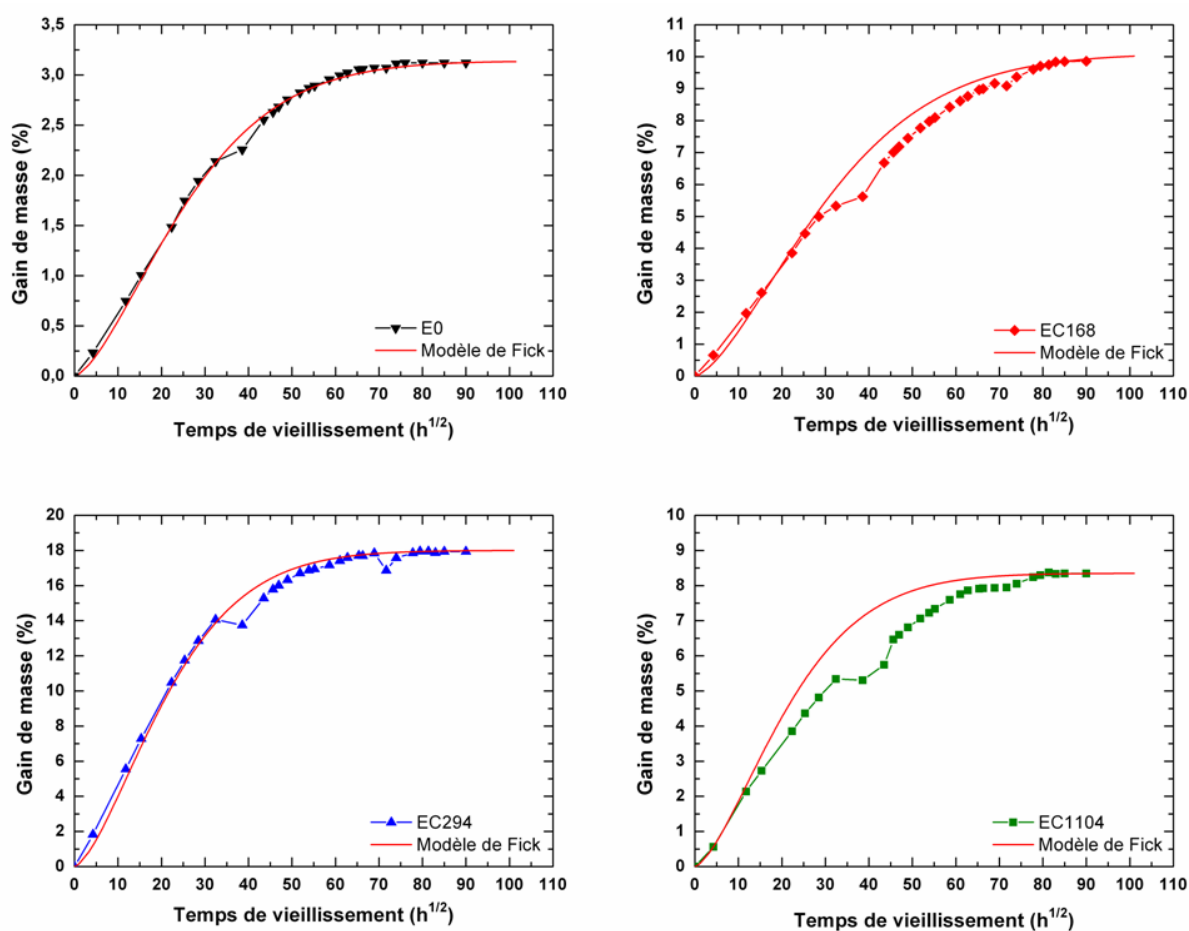 3,5
3,0
2,5
2,0
1,5
1,0
0,5
0,0
Gain de masse (%)
E0
Modèle de Fick
0 10 20 30 40 50 60 70 80 90 100 110
Temps de vieillissement (h1/2)
11
10
9
8
7
6
5
4
3
2
1
0
Gain de masse (%)
EC168
Modèle de Fick
0 10 20 30 40 50 60 70 80 90 100 110
Temps de vieillissement (h1/2)
20
18
16
14
12
10
8
6
4
2
0
Gain de masse (%)
EC294
Modèle de Fick
0 10 20 30 40 50 60 70 80 90 100 110
Temps de vieillissement (h1/2)
9
8
7
6
5
4
3
2
1
0
Gain de masse (%)
EC1104
Modèle de Fick
0 10 20 30 40 50 60 70 80 90 100 110
Temps de vieillissement (h1/2)